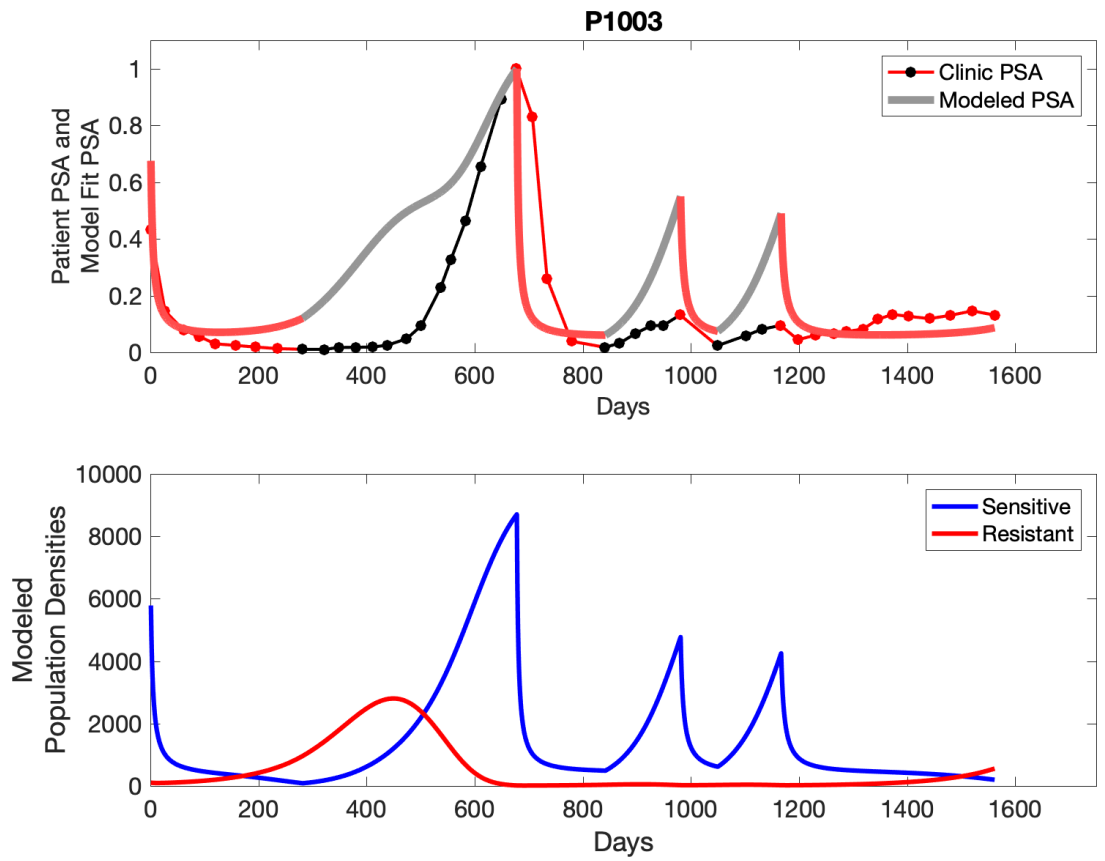 P1003
Patient PSA and
Model Fit PSA
1
0.8
0.6
0.4
0.2
0
Clinic PSA
Modeled PSA
0 200 400 600 800 1000 1200 1400 1600
Days
Modeled
Population Densities
10000
8000
6000
4000
2000
0
Sensitive
Resistant
0 200 400 600 800 1000 1200 1400 1600
Days